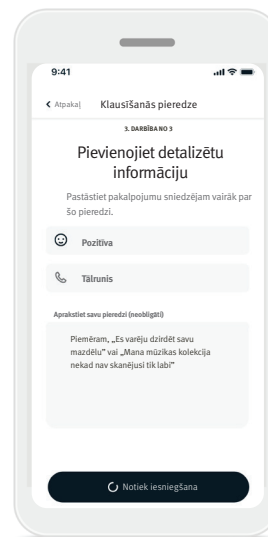 9:41
Atpakaļ Klausīšanās pieredze
3. DARBĪBA NO 3
Pievienojiet detalizētu
informāciju
Pastāstiet pakalpojumu sniedzējam vairāk par
šo pieredzi.
Pozitīva
Tālrunis
Aprakstiet savu pieredzi (neobligāti)
Piemēram, „Es varēju dzirdēt savu
mazdēlu” vai „Mana mūzikas kolekcija
nekad nav skanējusi tik labi”
Notiek iesniegšana